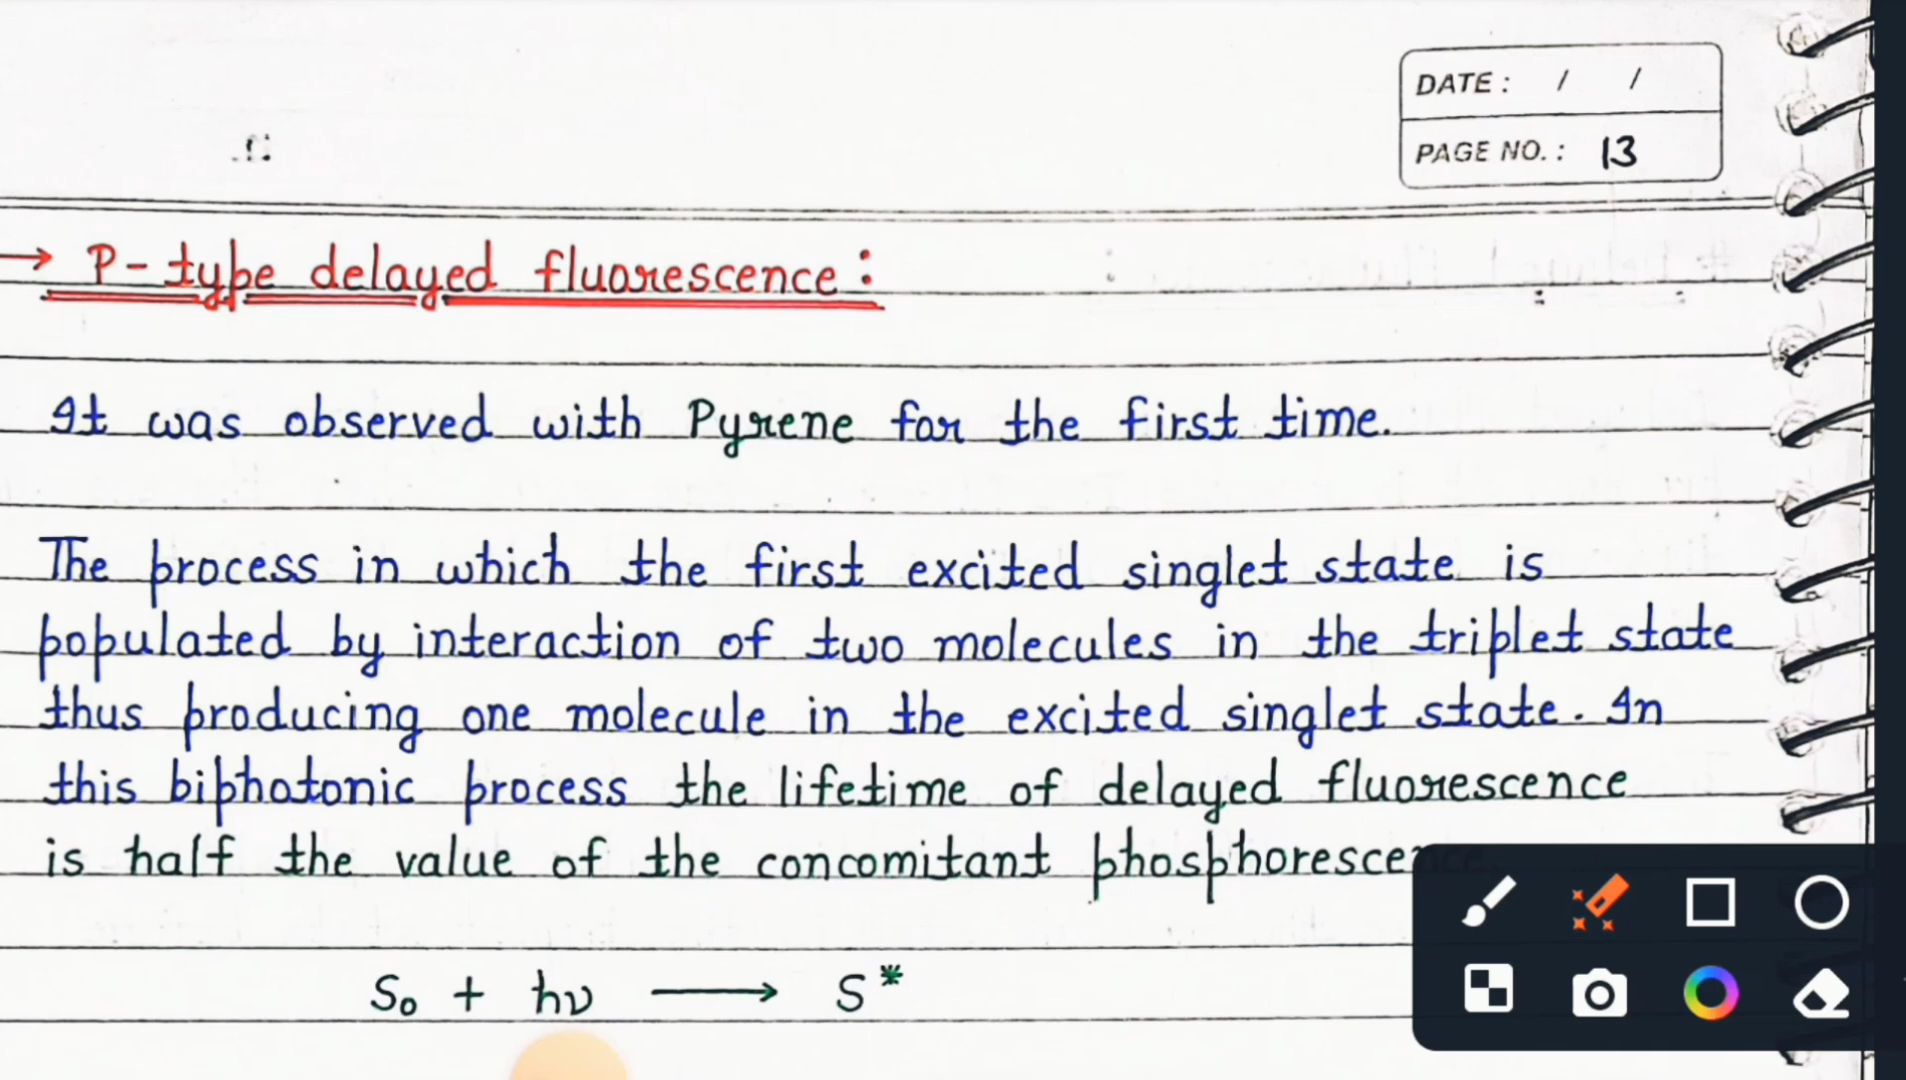 DATE : / /
PAGE NO. : 13
→ P-type delayed fluorescence :
It was observed with Pyrene for the first time.
The process in which the first excited singlet state is
populated by interaction of two molecules in the triplet state
thus producing one molecule in the excited singlet state. In
this biphotonic process the lifetime of delayed fluorescence
is half the value of the concomitant phosphorescence.
S₀ + hν ⟶ S*